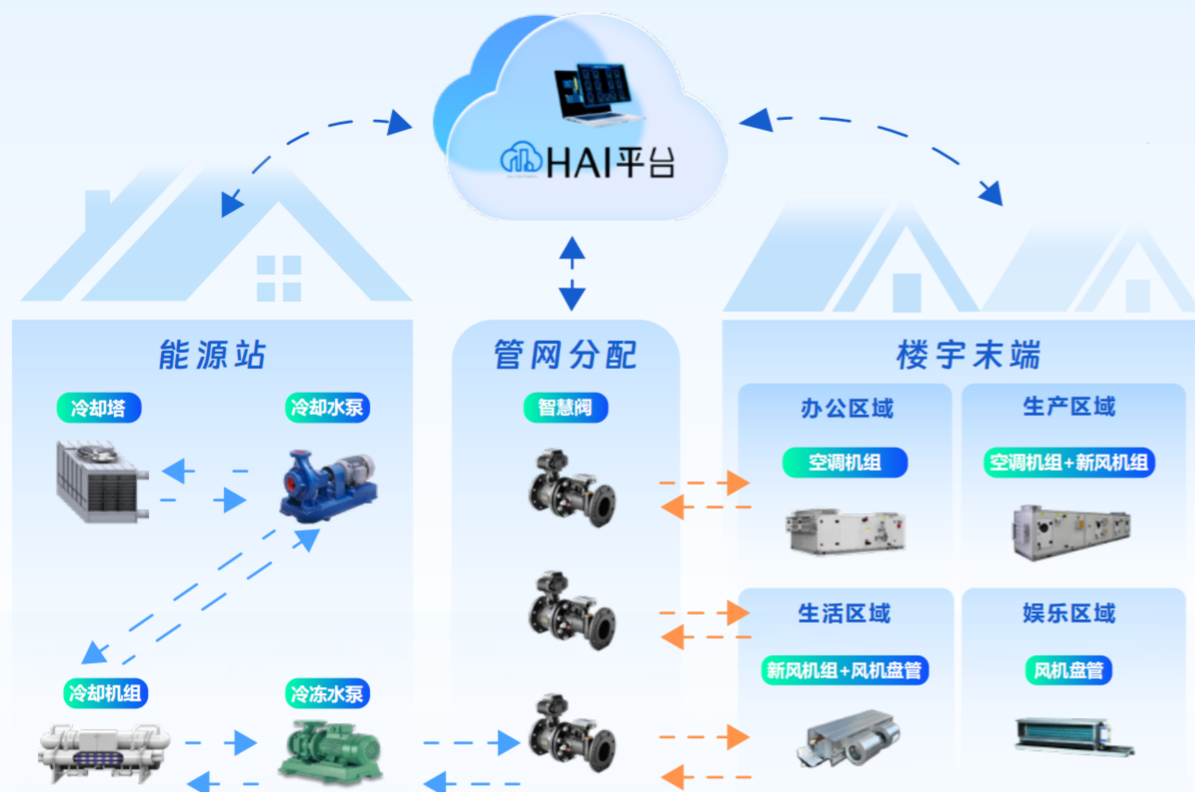 HAI平台
能源站
冷却塔
冷却水泵
冷却机组
冷冻水泵
管网分配
智慧阀
楼宇末端
办公区域
空调机组
生产区域
空调机组+新风机组
生活区域
新风机组+风机盘管
娱乐区域
风机盘管